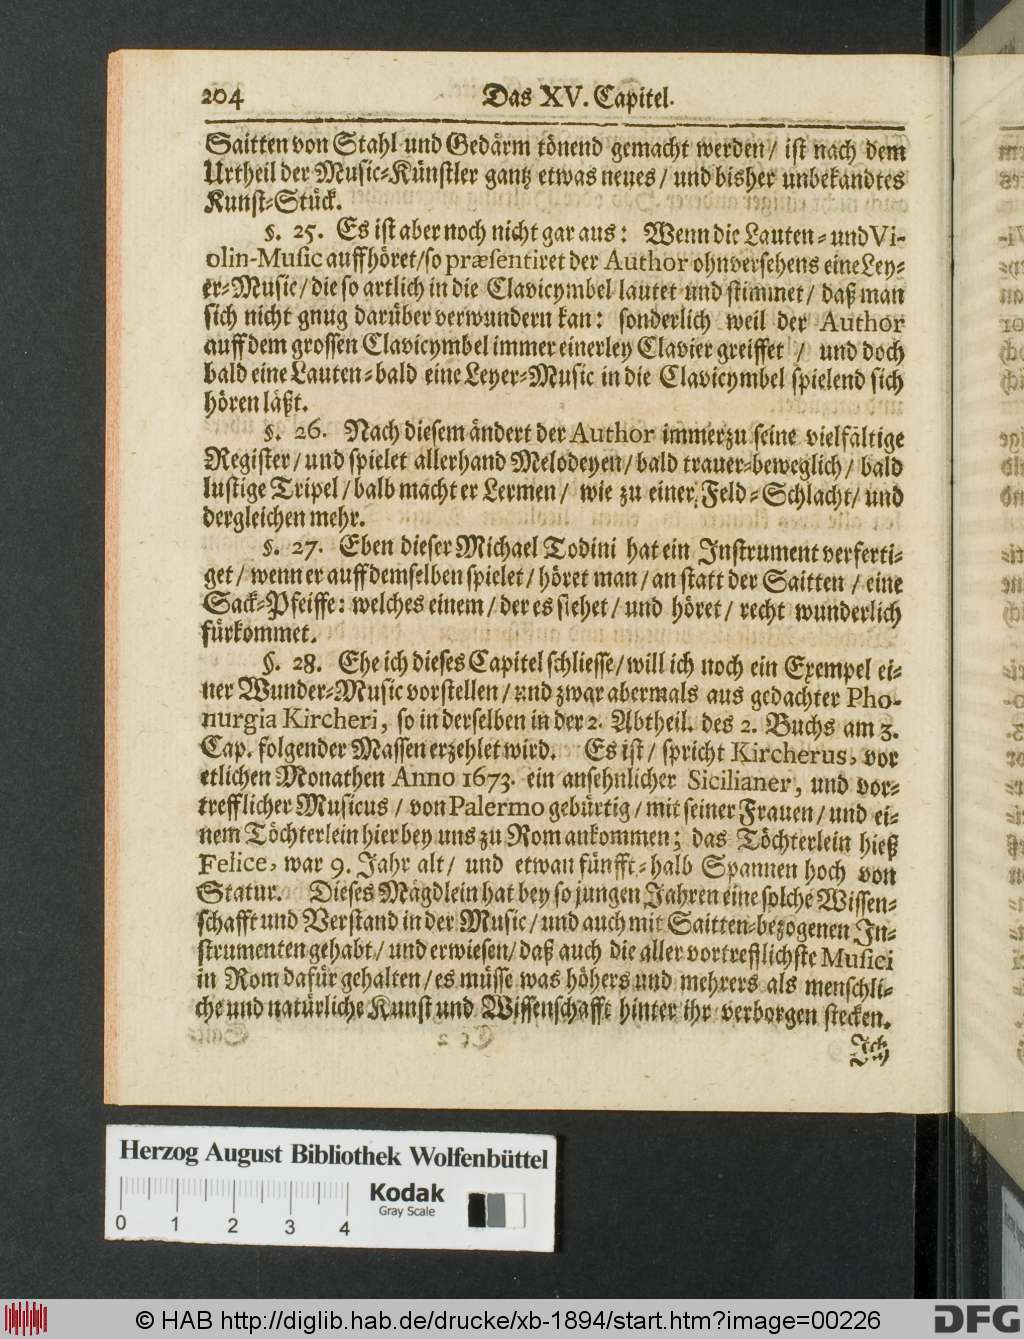 204 Das XV. Capitel.
Saitten von Stahl und Gedärm tönend gemacht werden / ist nach dem
Urtheil der Music-Künstler gantz etwas neues / und bisher unbekandtes
Kunst-Stück.
§. 25. Es ist aber noch nicht gar aus: Wenn die Lauten- und Vi-
olin-Music auffhöret/so præsentiret der Author ohnversehens eine Ley-
er-Music/ die so artlich in die Clavicymbel lautet und stimmet/ daß man
sich nicht gnug darüber verwundern kan: sonderlich weil der Author
auff dem grossen Clavicymbel immer einerley Clavier greiffet / und doch
bald eine Lauten- bald eine Leyer-Music in die Clavicymbel spielend sich
hören läßt.
§. 26. Nach diesem ändert der Author immerzu seine vielfältige
Register/ und spielet allerhand Melodeyen/ bald trauer-beweglich/ bald
lustige Tripel/ balb macht er Lermen/ wie zu einer Feld-Schlacht/ und
dergleichen mehr.
§. 27. Eben dieser Michael Todini hat ein Instrument verferti-
get/ wenn er auff demselben spielet/ höret man/ an statt der Saitten / eine
Sack-Pfeiffe: welches einem/ der es siehet/ und höret/ recht wunderlich
fürkommet.
§. 28. Ehe ich dieses Capitel schliesse/ will ich noch ein Exempel ei-
ner Wunder-Music vorstellen/ und zwar abermals aus gedachter Pho-
nurgia Kircheri, so in derselben in der 2. Abtheil. des 2. Buchs am 3.
Cap. folgender Massen erzehlet wird. Es ist/ spricht Kircherus, vor
etlichen Monathen Anno 1673. ein ansehnlicher Sicilianer, und vor-
trefflicher Musicus / von Palermo gebürtig/ mit seiner Frauen/ und ei-
nem Töchterlein hier bey uns zu Rom ankommen; das Töchterlein hieß
Felice, war 9. Jahr alt/ und etwan fünfft-halb Spannen hoch von
Statur. Dieses Mägdlein hat bey so jungen Jahren eine solche Wissen-
schafft und Verstand in der Music/ und auch mit Saitten-bezogenen In-
strumenten gehabt/ und erwiesen/ daß auch die aller vortrefflichste Musici
in Rom dafür gehalten/ es müsse was höhers und mehrers als menschli-
che und natürliche Kunst und Wissenschafft hinter ihr verborgen stecken.
Ich
Herzog August Bibliothek Wolfenbüttel
Kodak
Gray Scale
0 1 2 3 4
© HAB http://diglib.hab.de/drucke/xb-1894/start.htm?image=00226
DFG